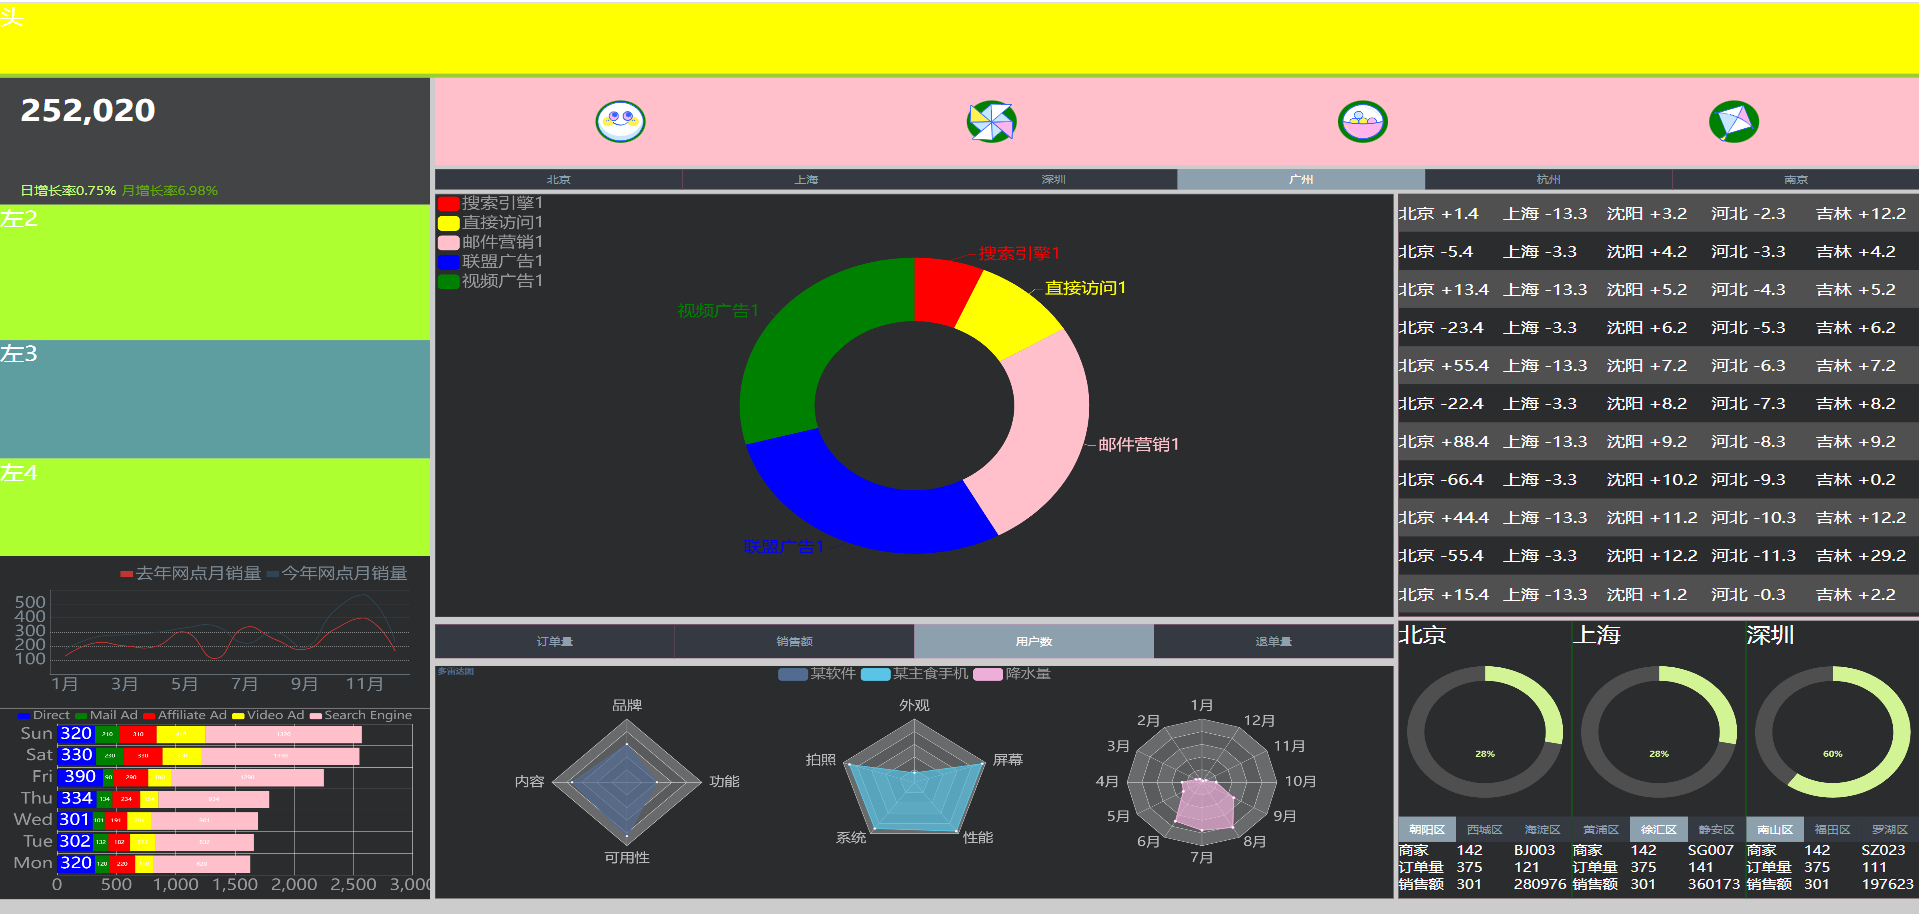 头
252,020
日增长率0.75% 月增长率6.98%
左2
左3
左4
去年网点月销量 今年网点月销量
500
400
300
200
100
1月 3月 5月 7月 9月 11月
Direct Mail Ad Affiliate Ad Video Ad Search Engine
Sun 320 210 310
Sat 330 230 330
Fri 390 90 290
Thu 334 134 234
Wed 301 101 191
Tue 302 132 182
Mon 320 120 220
0 500 1,000 1,500 2,000 2,500 3,000
北京 上海 深圳 广州 杭州 南京
搜索引擎1
直接访问1
邮件营销1
联盟广告1
视频广告1
搜索引擎1
直接访问1
视频广告1
邮件营销1
联盟广告1
订单量 销售额 用户数 退单量
多雷达图
某软件 某主食手机 降水量
品牌
内容 功能
可用性
外观
拍照 屏幕
系统 性能
1月
2月 12月
3月 11月
4月 10月
5月 9月
6月 8月
7月
北京 +1.4 上海 -13.3 沈阳 +3.2 河北 -2.3 吉林 +12.2
北京 -5.4 上海 -3.3 沈阳 +4.2 河北 -3.3 吉林 +4.2
北京 +13.4 上海 -13.3 沈阳 +5.2 河北 -4.3 吉林 +5.2
北京 -23.4 上海 -3.3 沈阳 +6.2 河北 -5.3 吉林 +6.2
北京 +55.4 上海 -13.3 沈阳 +7.2 河北 -6.3 吉林 +7.2
北京 -22.4 上海 -3.3 沈阳 +8.2 河北 -7.3 吉林 +8.2
北京 +88.4 上海 -13.3 沈阳 +9.2 河北 -8.3 吉林 +9.2
北京 -66.4 上海 -3.3 沈阳 +10.2 河北 -9.3 吉林 +0.2
北京 +44.4 上海 -13.3 沈阳 +11.2 河北 -10.3 吉林 +12.2
北京 -55.4 上海 -3.3 沈阳 +12.2 河北 -11.3 吉林 +29.2
北京 +15.4 上海 -13.3 沈阳 +1.2 河北 -0.3 吉林 +2.2
北京 上海 深圳
28% 28% 60%
朝阳区 西城区 海淀区 黄浦区 徐汇区 静安区 南山区 福田区 罗湖区
商家 142 BJ003 商家 142 SG007 商家 142 SZ023
订单量 375 121 订单量 375 141 订单量 375 111
销售额 301 280976 销售额 301 360173 销售额 301 197623